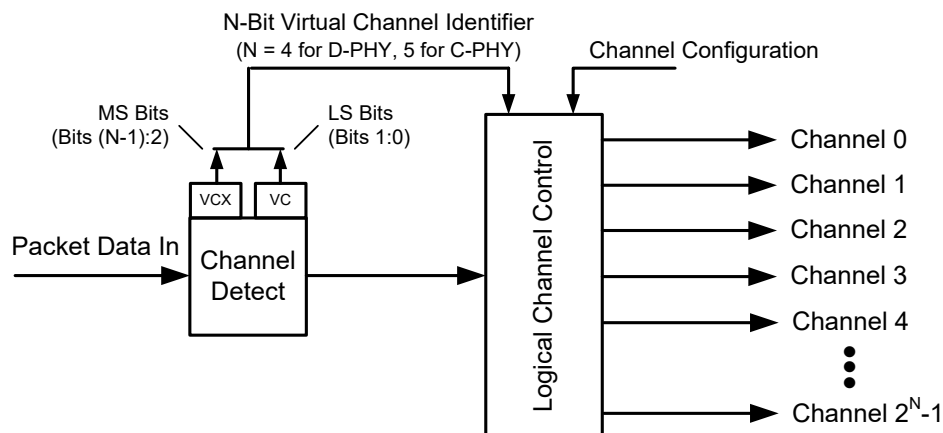 N-Bit Virtual Channel Identifier
(N = 4 for D-PHY, 5 for C-PHY)
Channel Configuration
MS Bits
(Bits (N-1):2)
LS Bits
(Bits 1:0)
VCX
VC
Packet Data In
Channel
Detect
Logical Channel Control
Channel 0
Channel 1
Channel 2
Channel 3
Channel 4
Channel 2^N-1